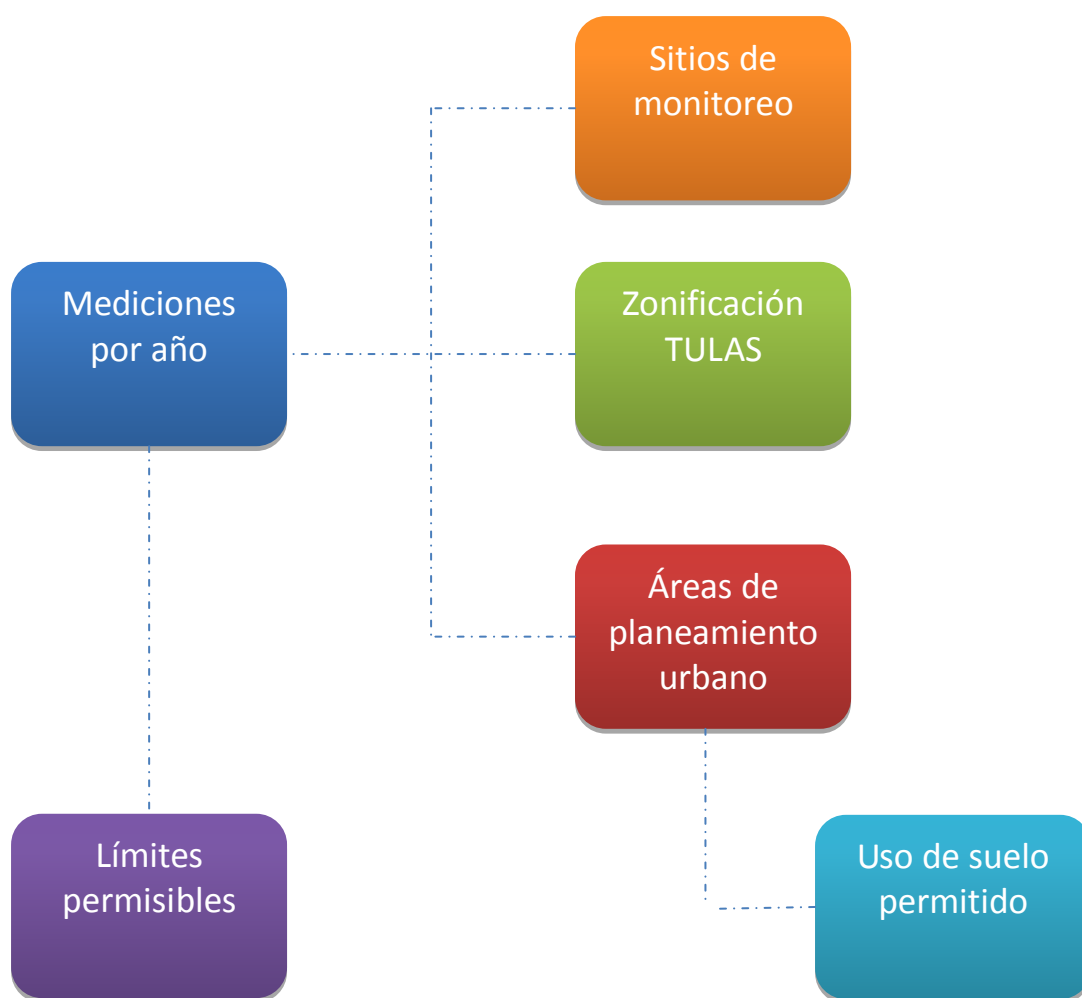 Sitios de
monitoreo
Mediciones
por año
Zonificación
TULAS
Áreas de
planeamiento
urbano
Límites
permisibles
Uso de suelo
permitido